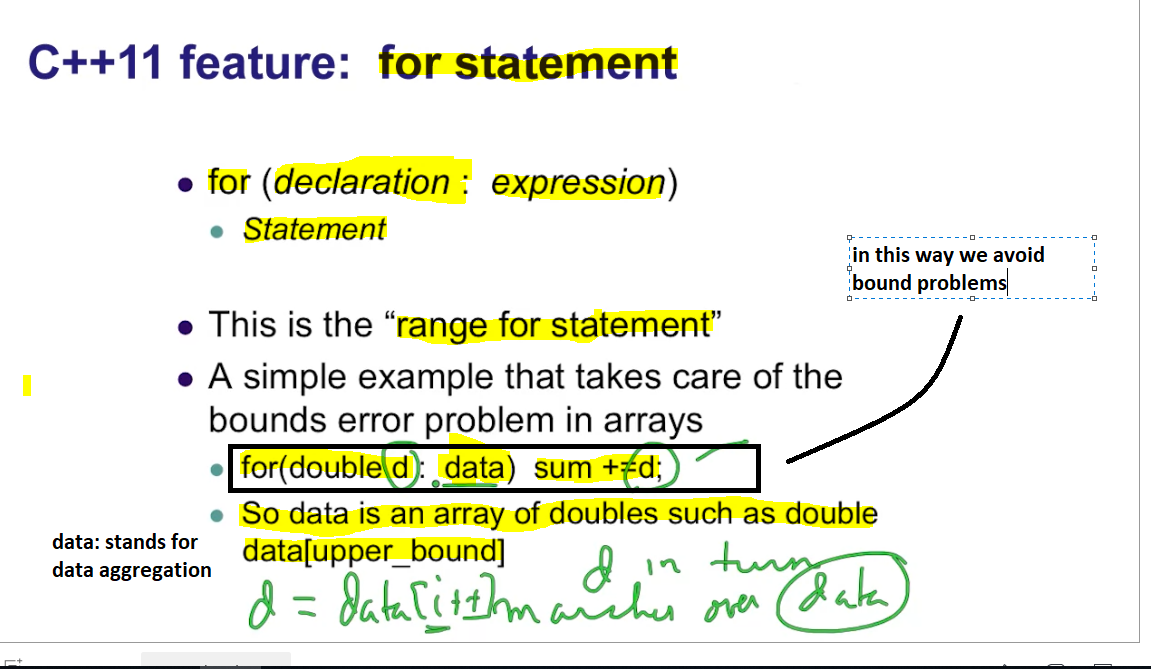 C++11 feature: for statement
for (declaration : expression)
Statement
in this way we avoid
bound problems
This is the “range for statement”
A simple example that takes care of the
bounds error problem in arrays
for(double d : data) sum +=d;
So data is an array of doubles such as double
data[upper_bound]
data: stands for
data aggregation
d in turn
d = data[i++] marches over data